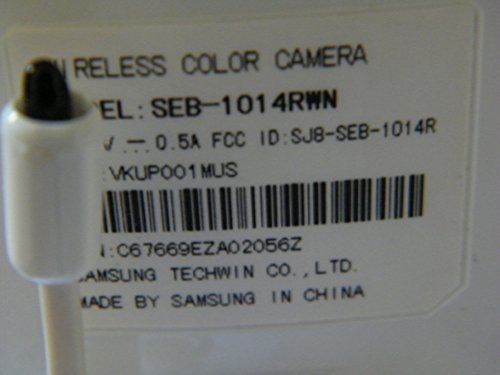 RELESS COLOR CAMERA
EL: SEB-1014RWN
V ⎓ 0.5A FCC ID:SJ8-SEB-1014R
:VKUP001MUS
N:C67669EZA02056Z
SAMSUNG TECHWIN CO.,LTD.
MADE BY SAMSUNG IN CHINA